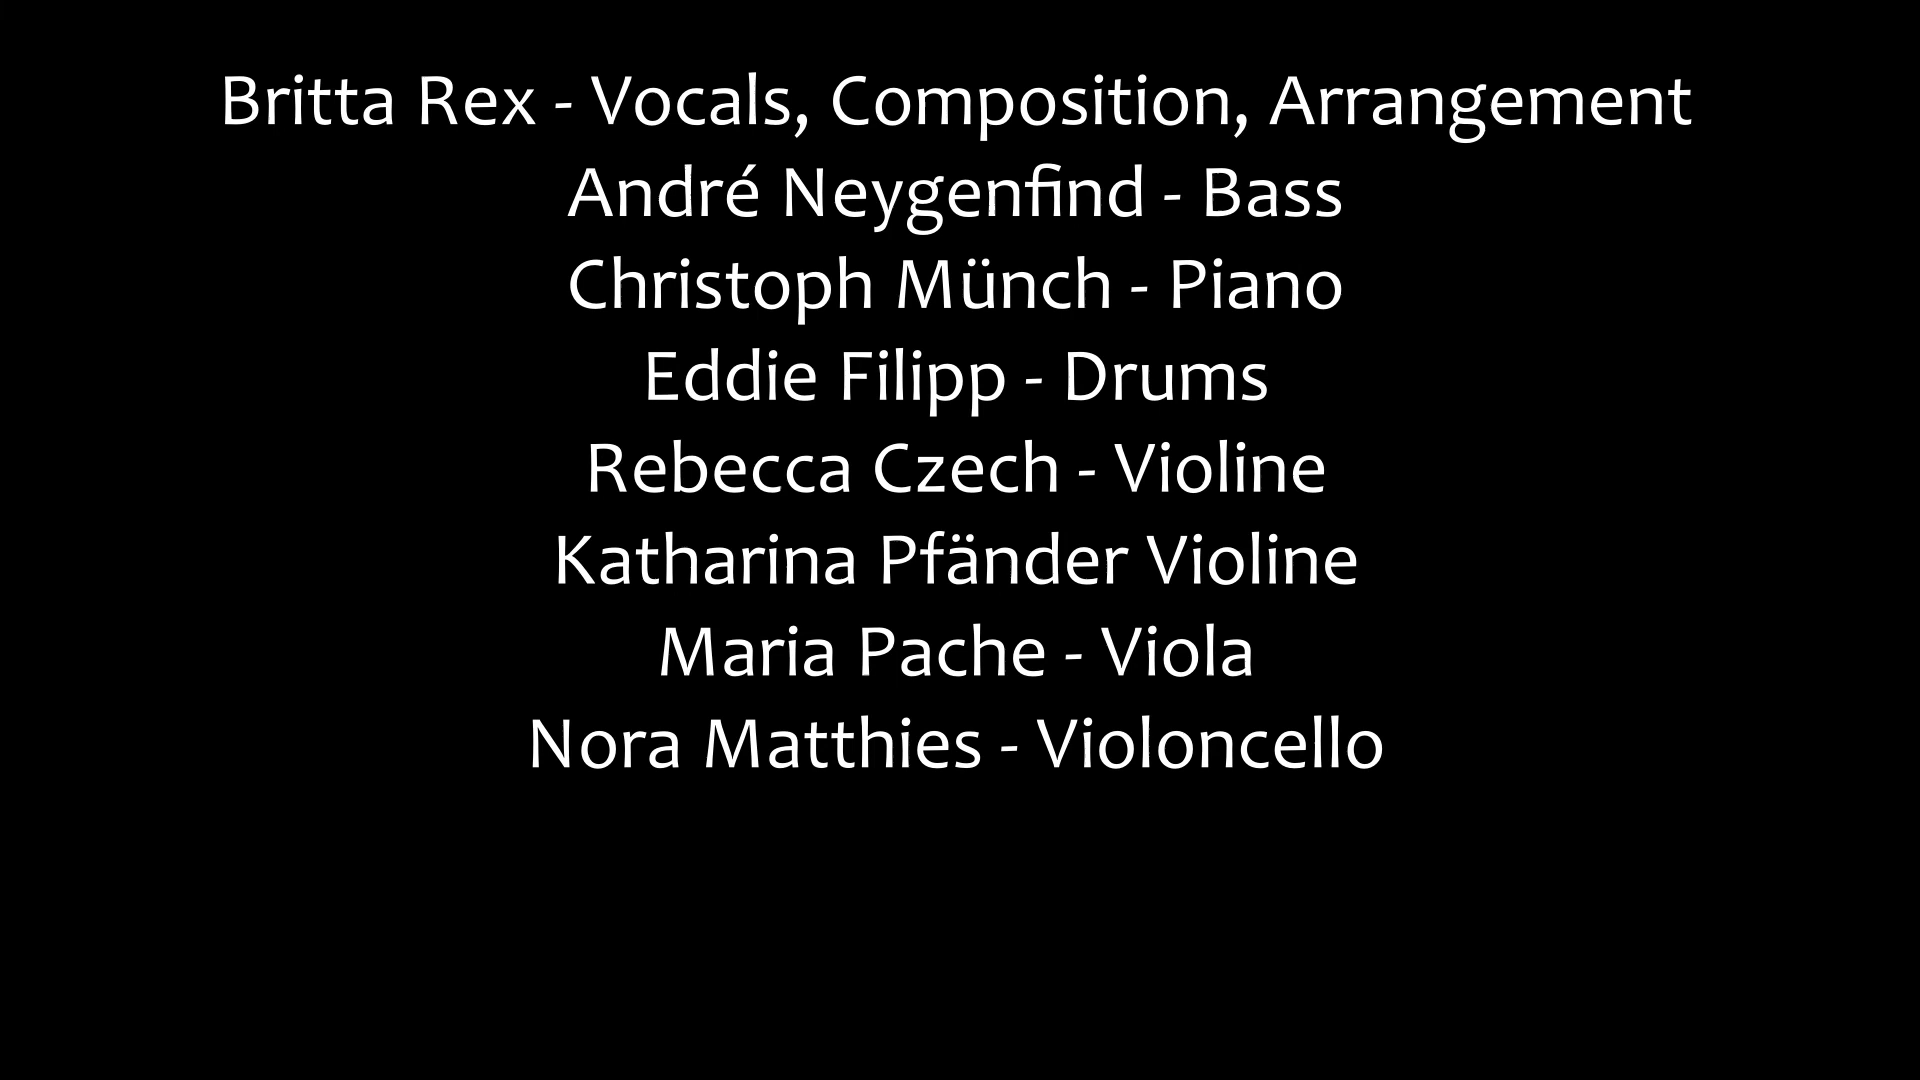 Britta Rex - Vocals, Composition, Arrangement
André Neygenfind - Bass
Christoph Münch - Piano
Eddie Filipp - Drums
Rebecca Czech - Violine
Katharina Pfänder Violine
Maria Pache - Viola
Nora Matthies - Violoncello